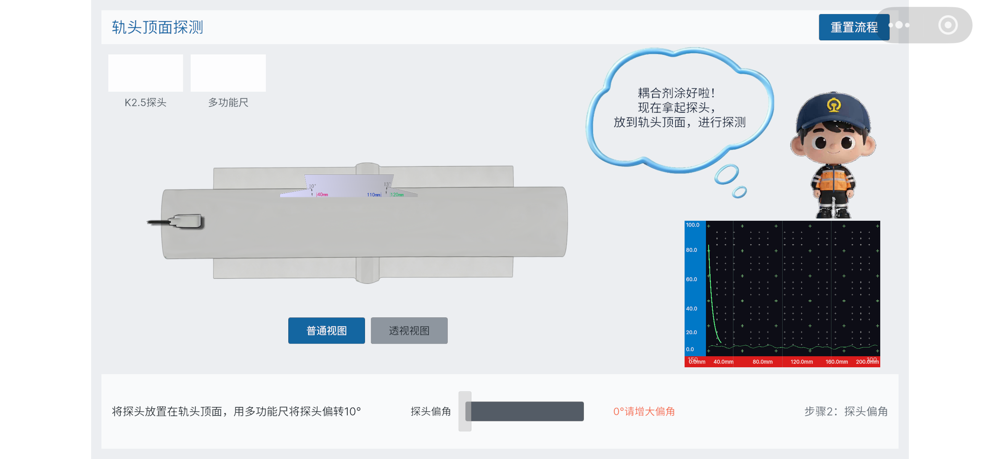 轨头顶面探测
重置流程
K2.5探头
多功能尺
耦合剂涂好啦！
现在拿起探头，
放到轨头顶面，进行探测
10°
13°
40mm
110mm
120mm
100.0
80.0
60.0
40.0
20.0
0.0
150
100
0.0mm 40.0mm 80.0mm 120.0mm 160.0mm 200.0mm
普通视图
透视视图
将探头放置在轨头顶面，用多功能尺将探头偏转10°
探头偏角
0°请增大偏角
步骤2：探头偏角